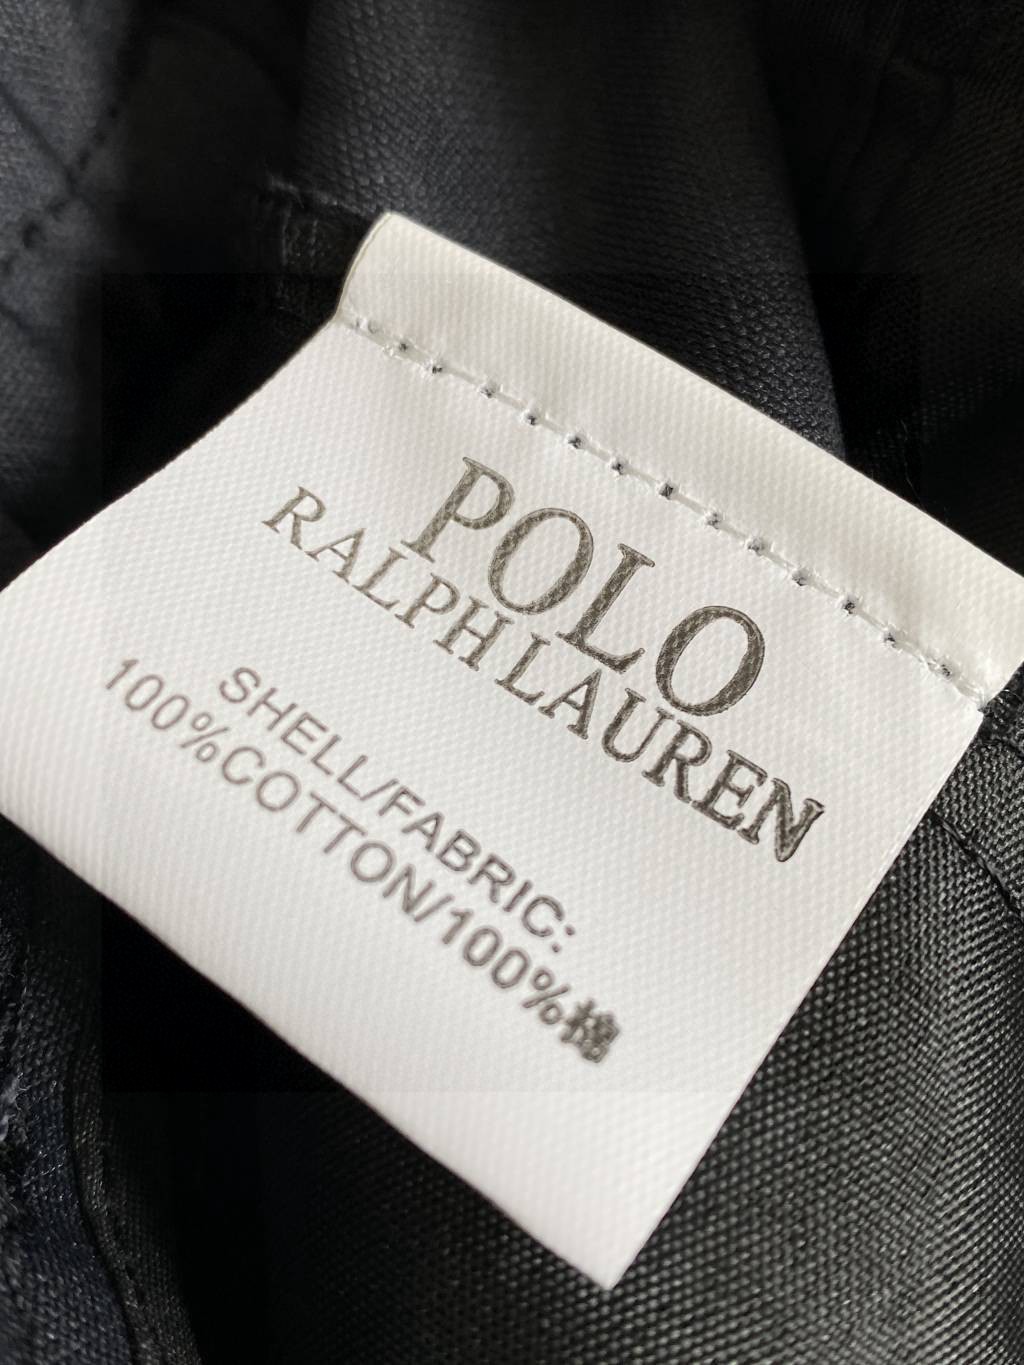 POLO
RALPH LAUREN
SHELL/FABRIC:
100%COTTON/100%棉